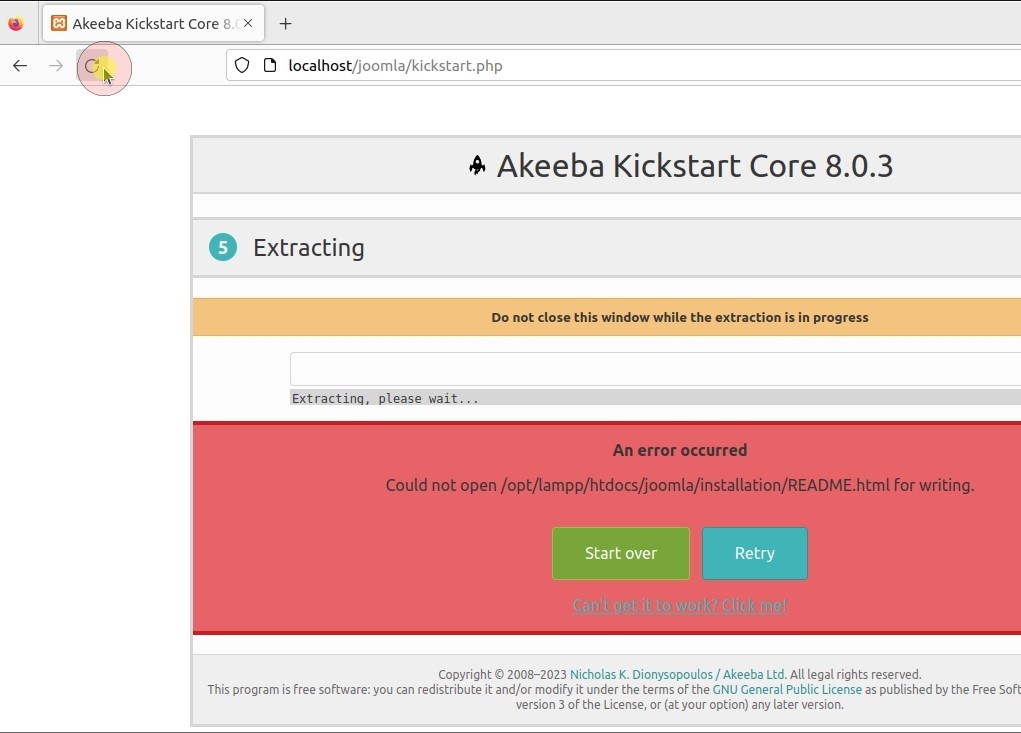 Akeeba Kickstart Core 8.0
localhost/joomla/kickstart.php
Akeeba Kickstart Core 8.0.3
5 Extracting
Do not close this window while the extraction is in progress
Extracting, please wait...
An error occurred
Could not open /opt/lampp/htdocs/joomla/installation/README.html for writing.
Start over Retry
Can't get it to work? Click me!
Copyright © 2008–2023 Nicholas K. Dionysopoulos / Akeeba Ltd. All legal rights reserved.
This program is free software: you can redistribute it and/or modify it under the terms of the GNU General Public License as published by the Free Soft
version 3 of the License, or (at your option) any later version.